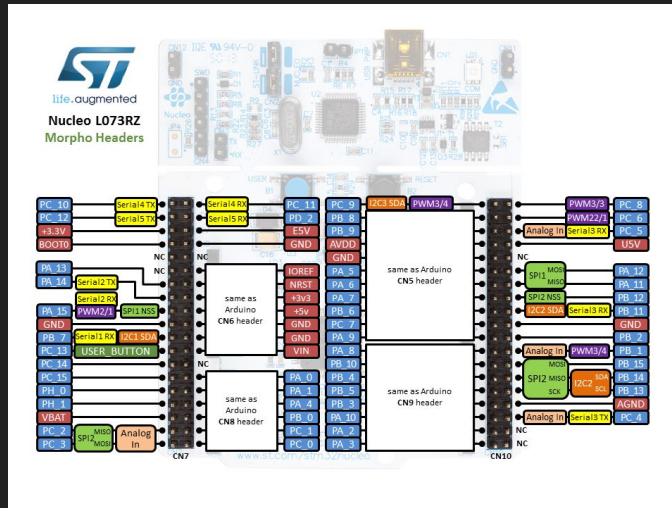 life.augmented
Nucleo L073RZ
Morpho Headers
PC_10 Serial4 TX
PC_12 Serial5 TX
+3.3V
BOOT0
NC
NC
PA_13
PA_14 Serial2 TX
Serial2 RX
PA_15 PWM2/1 SPI1 NSS
GND
PB_7 Serial1 RX I2C1 SDA
PC_13 USER_BUTTON
PC_14
PC_15
PH_0
PH_1
VBAT
PC_2 SPI2 MISO Analog In
PC_3 MOSI
CN7
Serial4 RX PC_11
Serial5 RX PD_2
E5V
GND
NC
IOREF
NRST
+3v3
+5v
GND
GND
VIN
same as
Arduino
CN6 header
NC
PA_0
PA_1
PA_4
PB_0
PC_1
PC_0
same as
Arduino
CN8 header
PC_9 I2C3 SDA PWM3/4
PB_8
PB_9
AVDD
GND
PA_5
PA_6
PA_7
PB_6
PC_7
PA_9
PA_8
PB_10
PB_4
PB_5
PB_3
PA_10
PA_2
PA_3
same as Arduino
CN5 header
same as Arduino
CN9 header
PWM3/3 PC_8
PWM22/1 PC_6
Analog In Serial3 RX PC_5
U5V
NC
SPI1 MOSI PA_12
MISO PA_11
SPI2 NSS PB_12
I2C2 SDA Serial3 RX PB_11
GND
PB_2
Analog In PWM3/4 PB_1
SPI2 MOSI PB_15
MISO I2C2 SDA PB_14
SCK SCL PB_13
AGND
Analog In Serial3 TX PC_4
NC
NC
CN10
USER
RESET
www.st.com/stm32nucleo